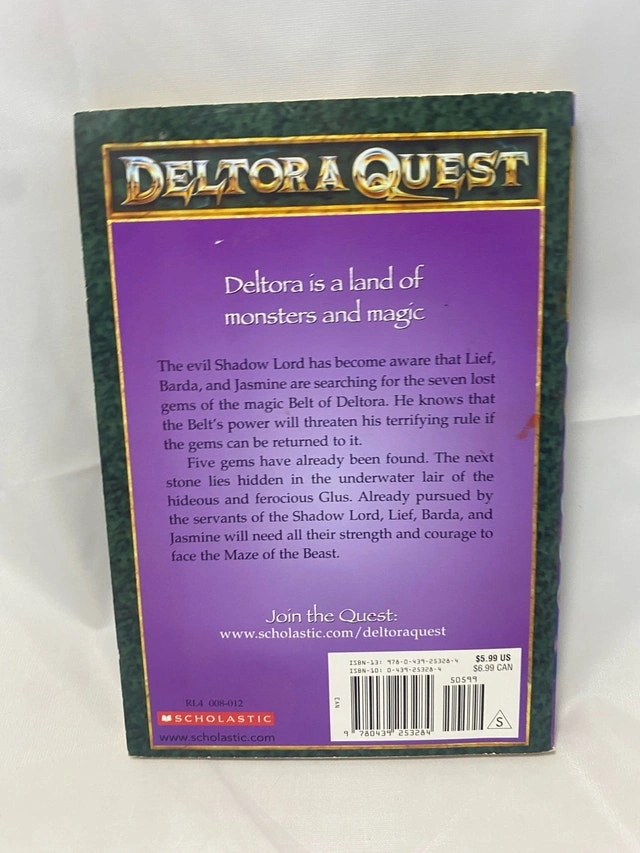 DELTORA QUEST
Deltora is a land of
monsters and magic
The evil Shadow Lord has become aware that Lief,
Barda, and Jasmine are searching for the seven lost
gems of the magic Belt of Deltora. He knows that
the Belt's power will threaten his terrifying rule if
the gems can be returned to it.
Five gems have already been found. The next
stone lies hidden in the underwater lair of the
hideous and ferocious Glus. Already pursued by
the servants of the Shadow Lord, Lief, Barda, and
Jasmine will need all their strength and courage to
face the Maze of the Beast.
Join the Quest:
www.scholastic.com/deltoraquest
ISBN-13: 978-0-439-25328-4
ISBN-10: 0-439-25328-4
$5.99 US
$6.99 CAN
50599
EAN
9 780439 253284
S
RL4 008-012
SCHOLASTIC
www.scholastic.com